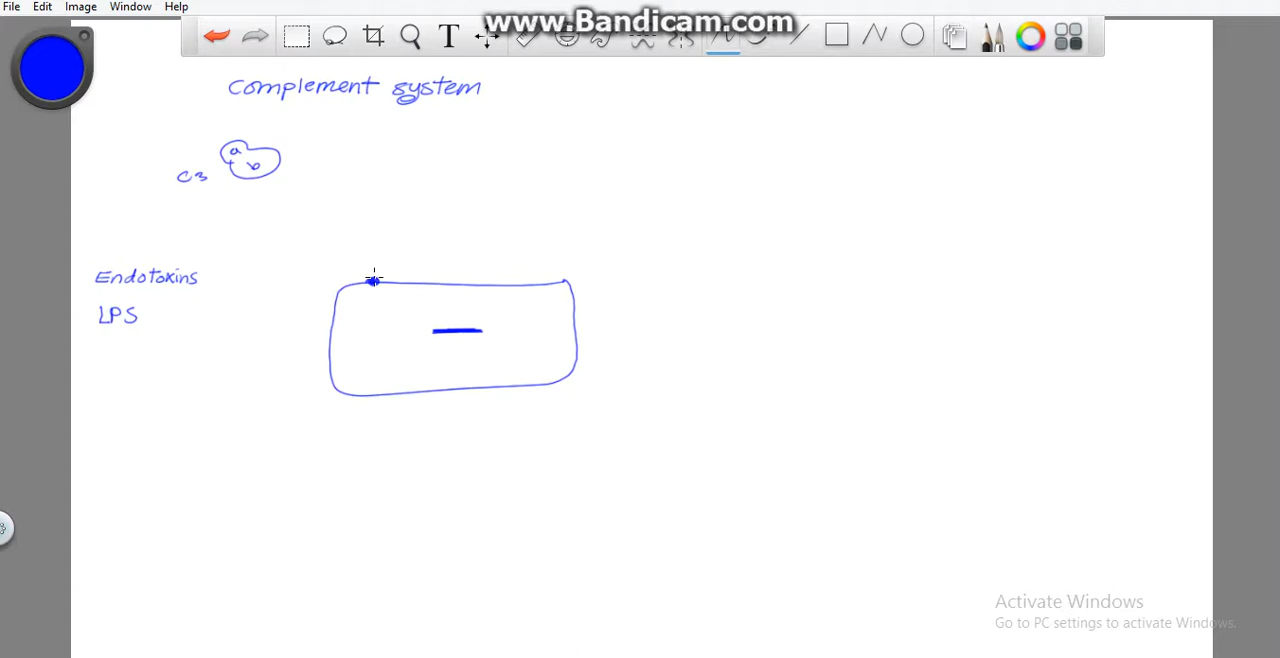 File Edit Image Window Help
www.Bandicam.com
T
complement system
a
b
C3
Endotoxins
LPS
Activate Windows
Go to PC settings to activate Windows.